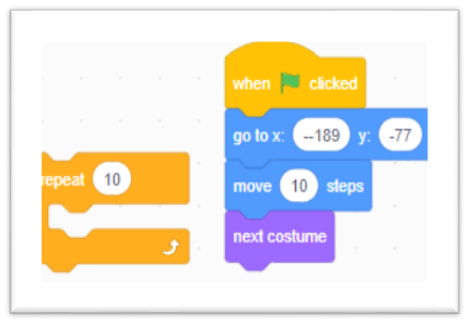 when clicked
go to x: --189 y: -77
repeat 10
move 10 steps
next costume